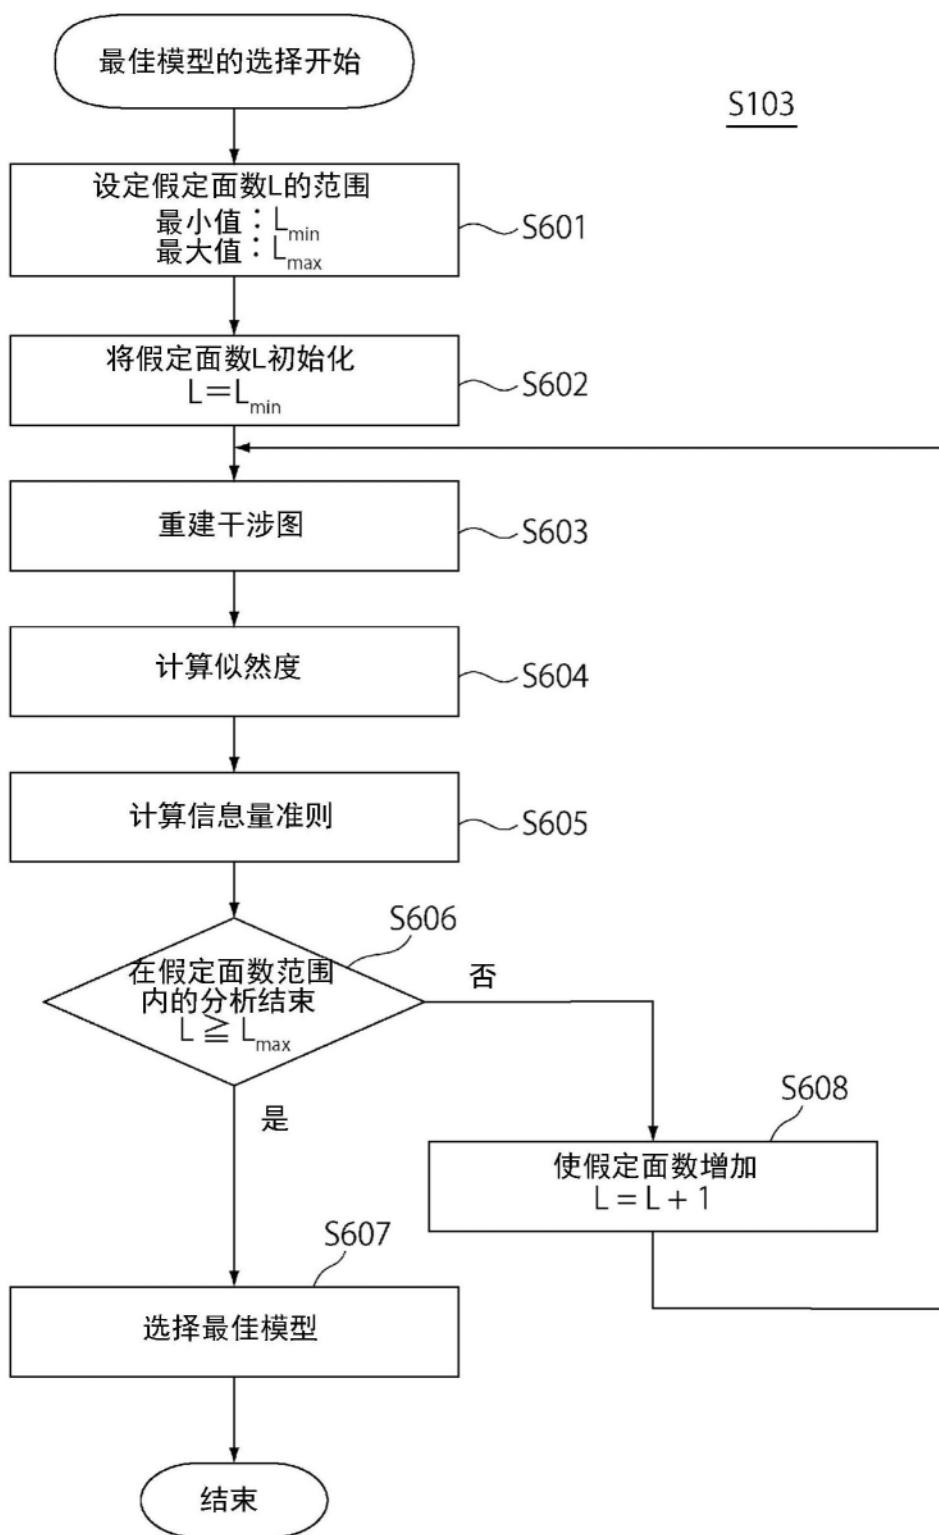 最佳模型的选择开始
S103
设定假定面数L的范围
最小值：Lmin
最大值：Lmax
S601
将假定面数L初始化
L＝Lmin
S602
重建干涉图
S603
计算似然度
S604
计算信息量准则
S605
S606
在假定面数范围
内的分析结束
L ≧ Lmax
否
是
S608
使假定面数增加
L = L + 1
S607
选择最佳模型
结束